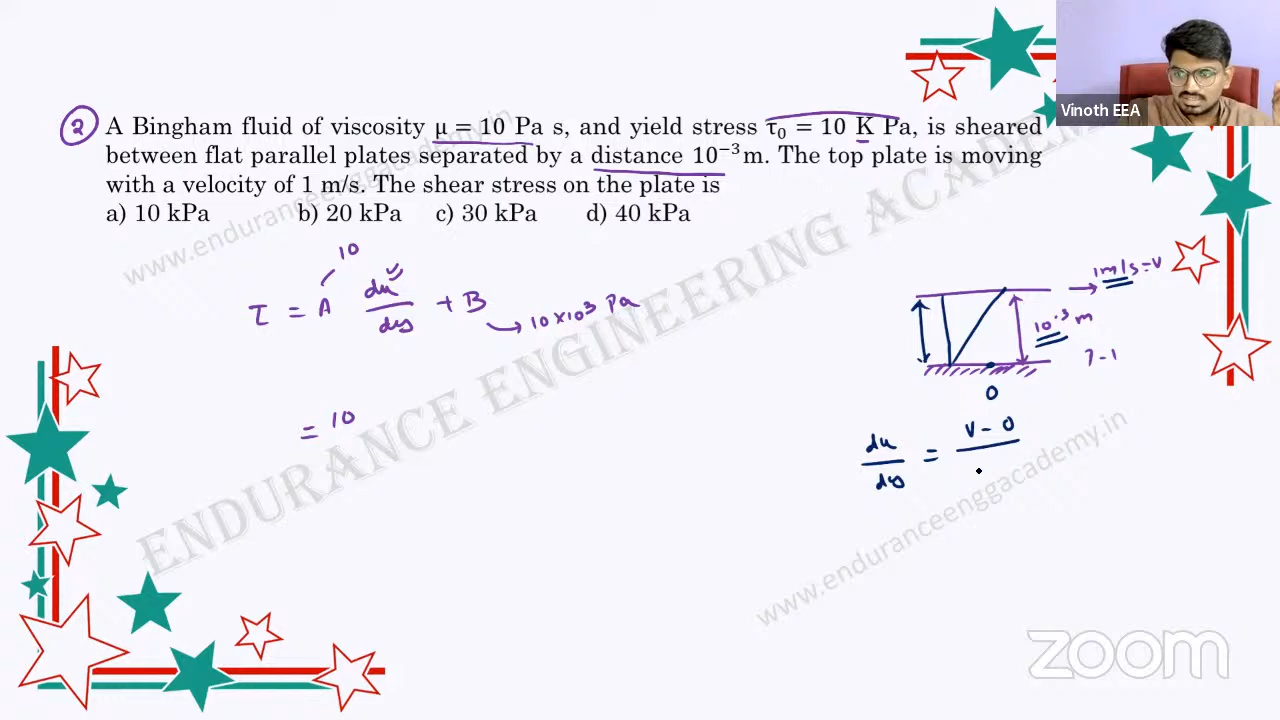 Vinoth EEA
2 A Bingham fluid of viscosity μ = 10 Pa s, and yield stress τ₀ = 10 K Pa, is sheared
between flat parallel plates separated by a distance 10⁻³ m. The top plate is moving
with a velocity of 1 m/s. The shear stress on the plate is
a) 10 kPa b) 20 kPa c) 30 kPa d) 40 kPa
10
τ = A du/dy + B
→ 10 × 10³ Pa
= 10
1m/s = V
10⁻³ m
7-1
0
du/dy = V - 0
www.enduranceenggacademy.in
ENDURANCE ENGINEERING ACADEMY
www.enduranceenggacademy.in
zoom